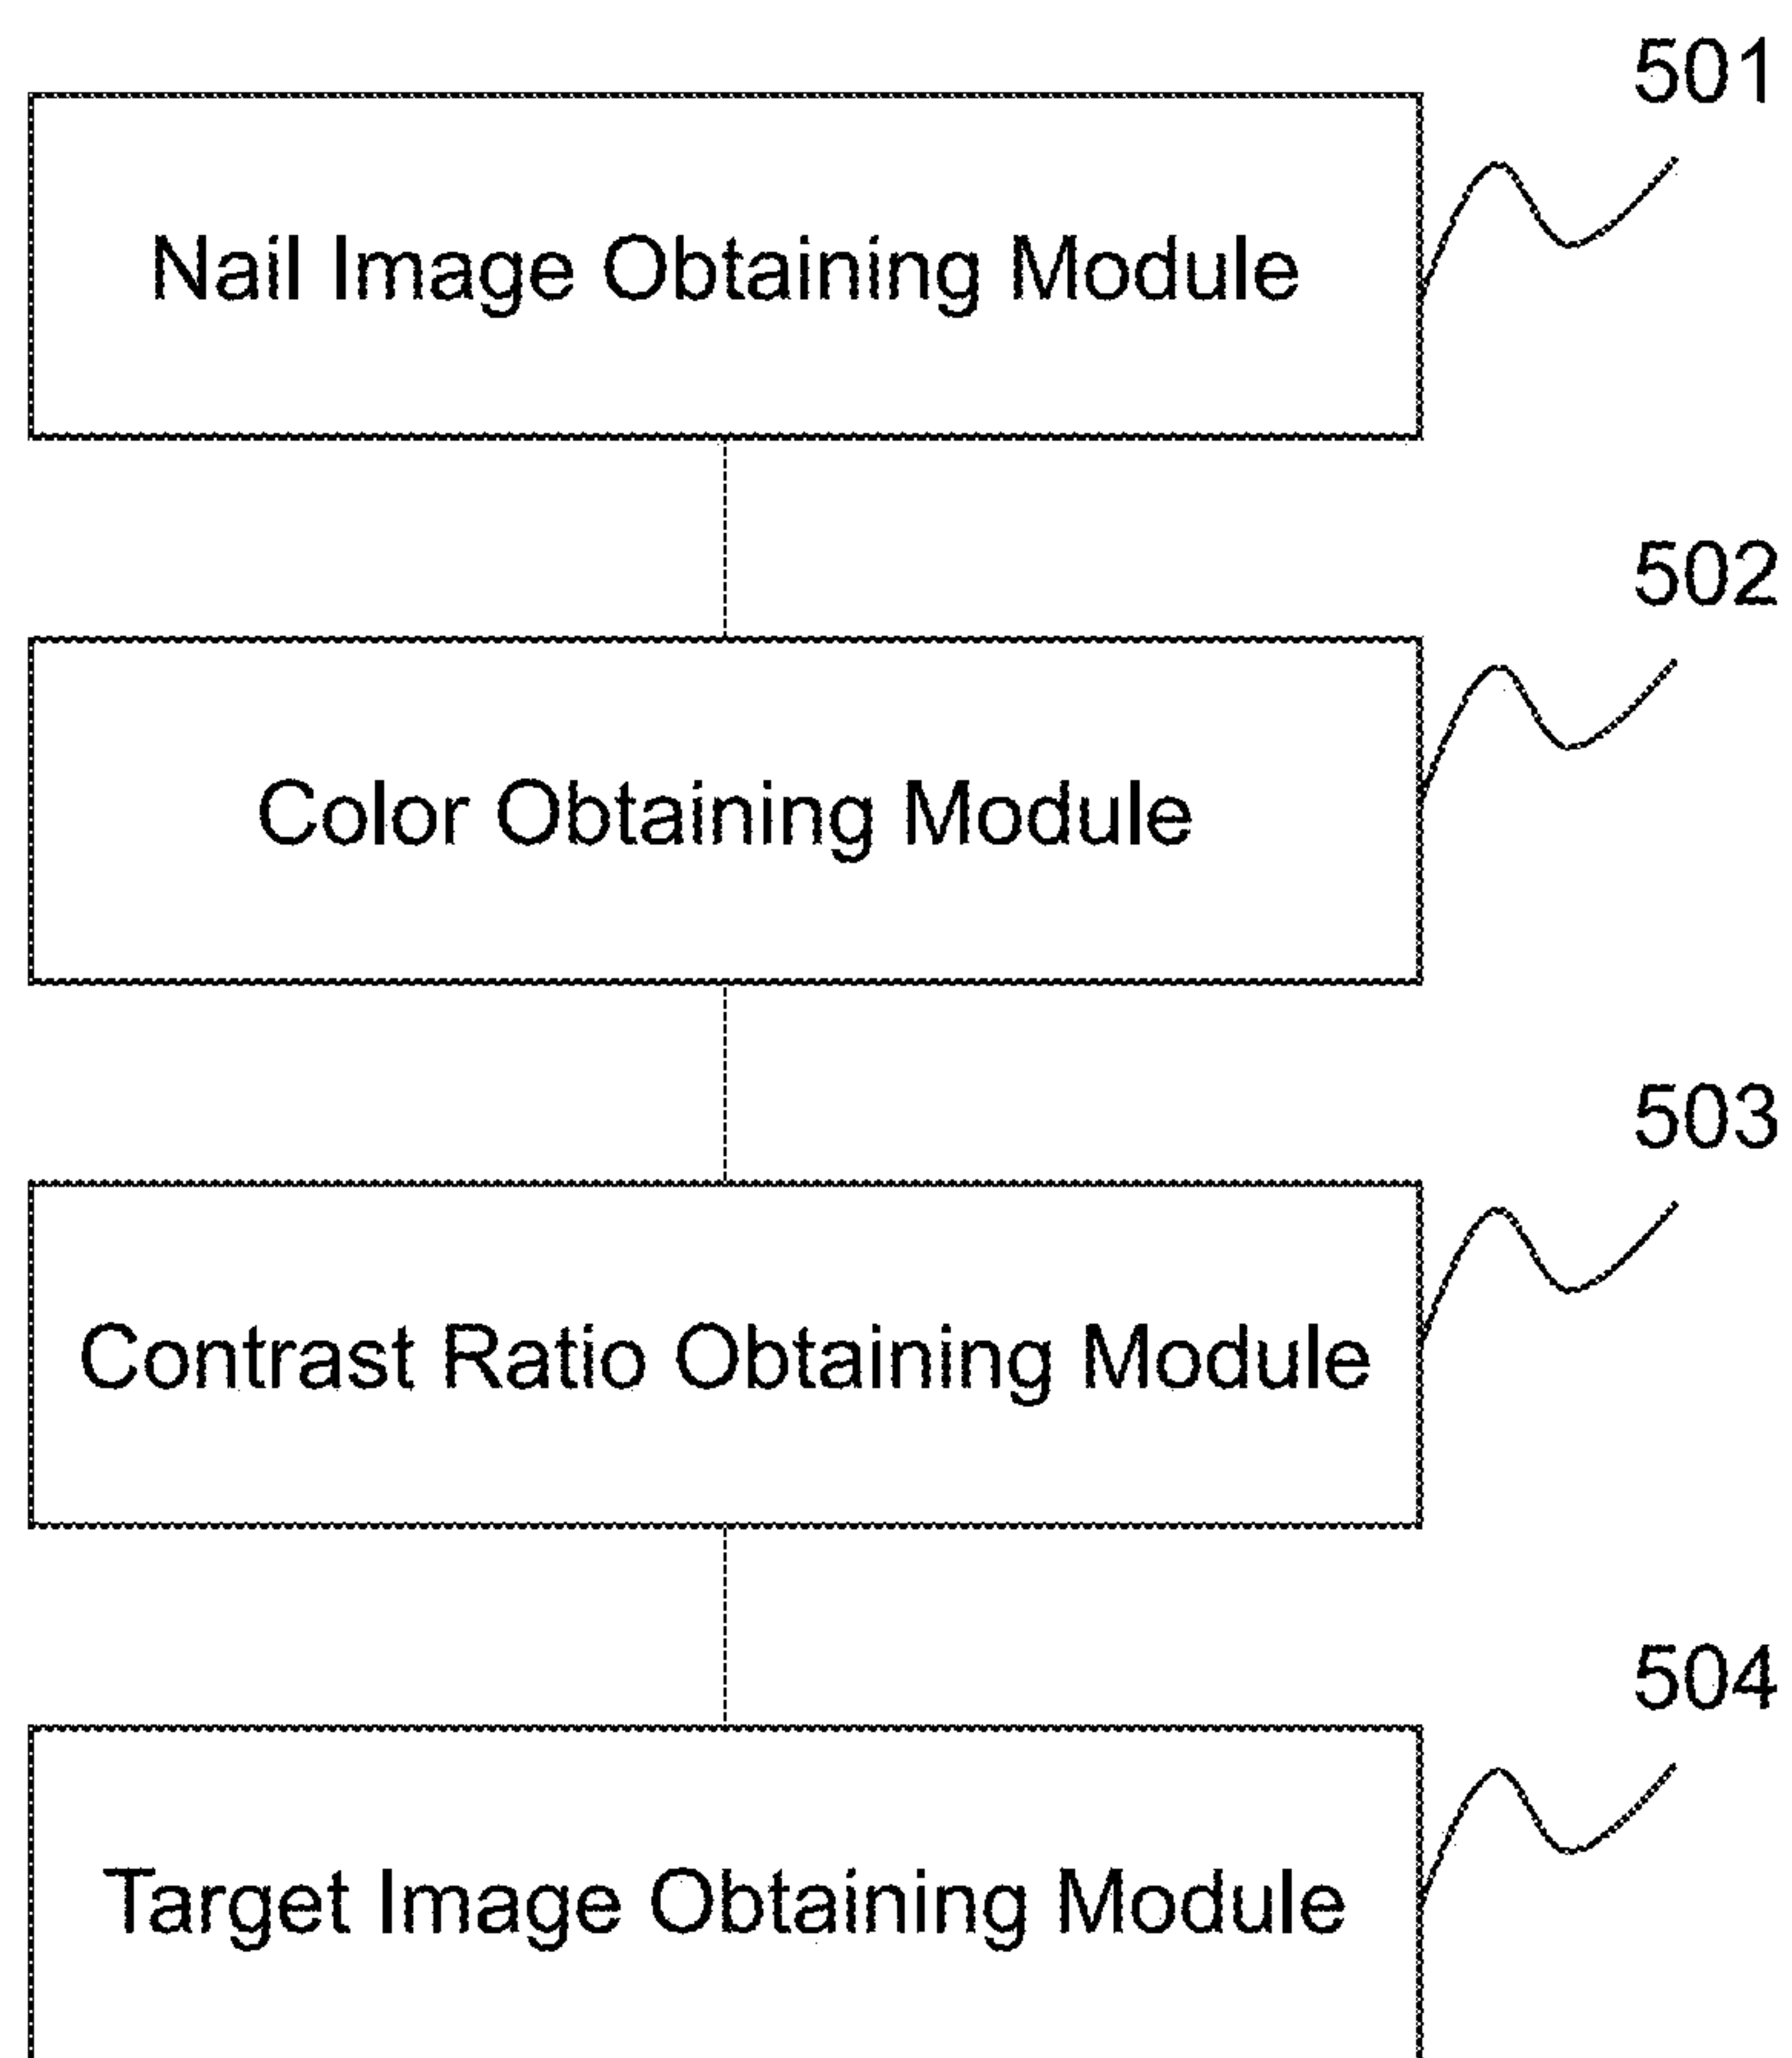 501
Nail Image Obtaining Module
502
Color Obtaining Module
503
Contrast Ratio Obtaining Module
504
Target Image Obtaining Module